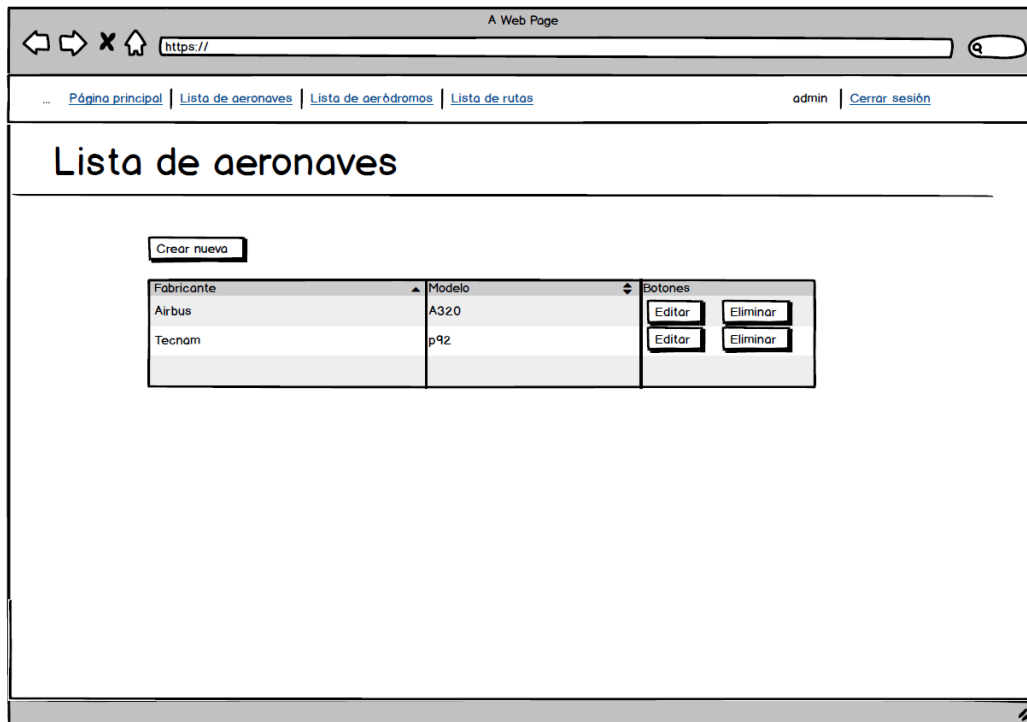 A Web Page
https://
... Página principal | Lista de aeronaves | Lista de aeródromos | Lista de rutas admin | Cerrar sesión
Lista de aeronaves
Crear nueva
Fabricante Modelo Botones
Airbus A320 Editar Eliminar
Tecnam p92 Editar Eliminar